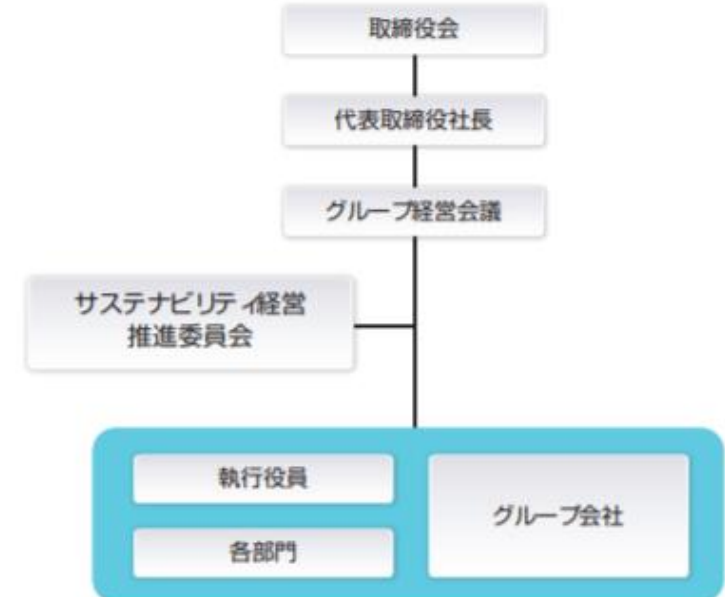 取締役会
代表取締役社長
グループ経営会議
サステナビリティ経営
推進委員会
執行役員
グループ会社
各部門